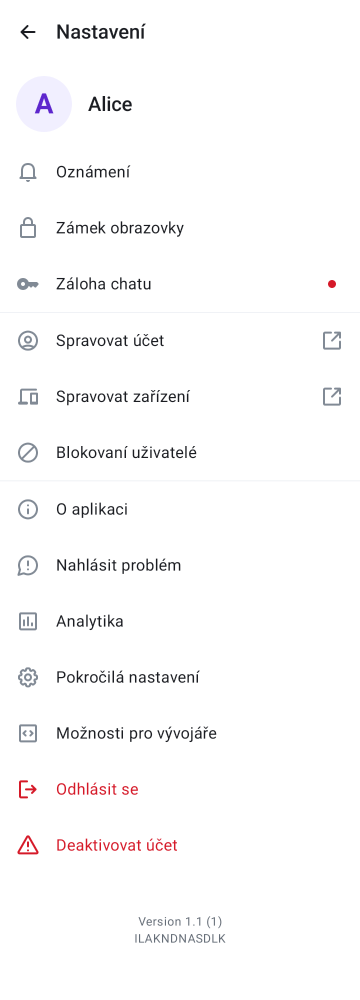 Nastavení
A
Alice
Oznámení
Zámek obrazovky
Záloha chatu
Spravovat účet
Spravovat zařízení
Blokovaní uživatelé
O aplikaci
Nahlásit problém
Analytika
Pokročilá nastavení
Možnosti pro vývojáře
Odhlásit se
Deaktivovat účet
Version 1.1 (1)
ILAKNDNASDLK